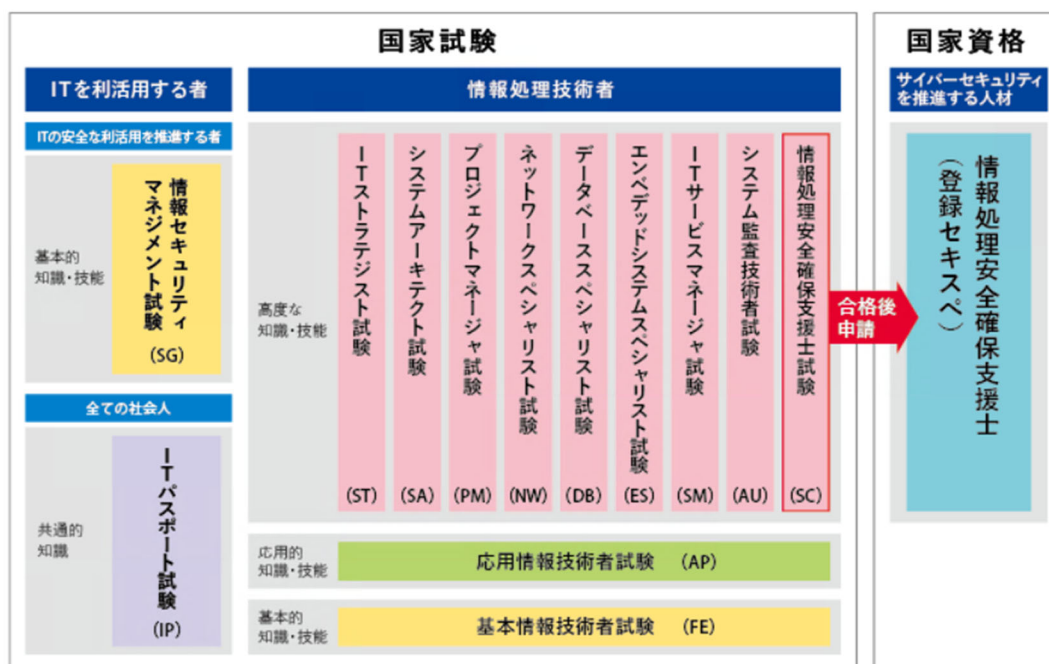 国家試験
国家資格
ITを利活用する者
情報処理技術者
サイバーセキュリティ
を推進する人材
ITの安全な利活用を推進する者
基本的
知識・技能
情報セキュリティ
マネジメント試験
(SG)
全ての社会人
共通的
知識
ITパスポート試験
(IP)
高度な
知識・技能
ITストラテジスト試験
(ST)
システムアーキテクト試験
(SA)
プロジェクトマネージャ試験
(PM)
ネットワークスペシャリスト試験
(NW)
データベーススペシャリスト試験
(DB)
エンベデッドシステムスペシャリスト試験
(ES)
ITサービスマネージャ試験
(SM)
システム監査技術者試験
(AU)
情報処理安全確保支援士試験
(SC)
合格後
申請
情報処理安全確保支援士
(登録セキスペ)
応用的
知識・技能
応用情報技術者試験 (AP)
基本的
知識・技能
基本情報技術者試験 (FE)